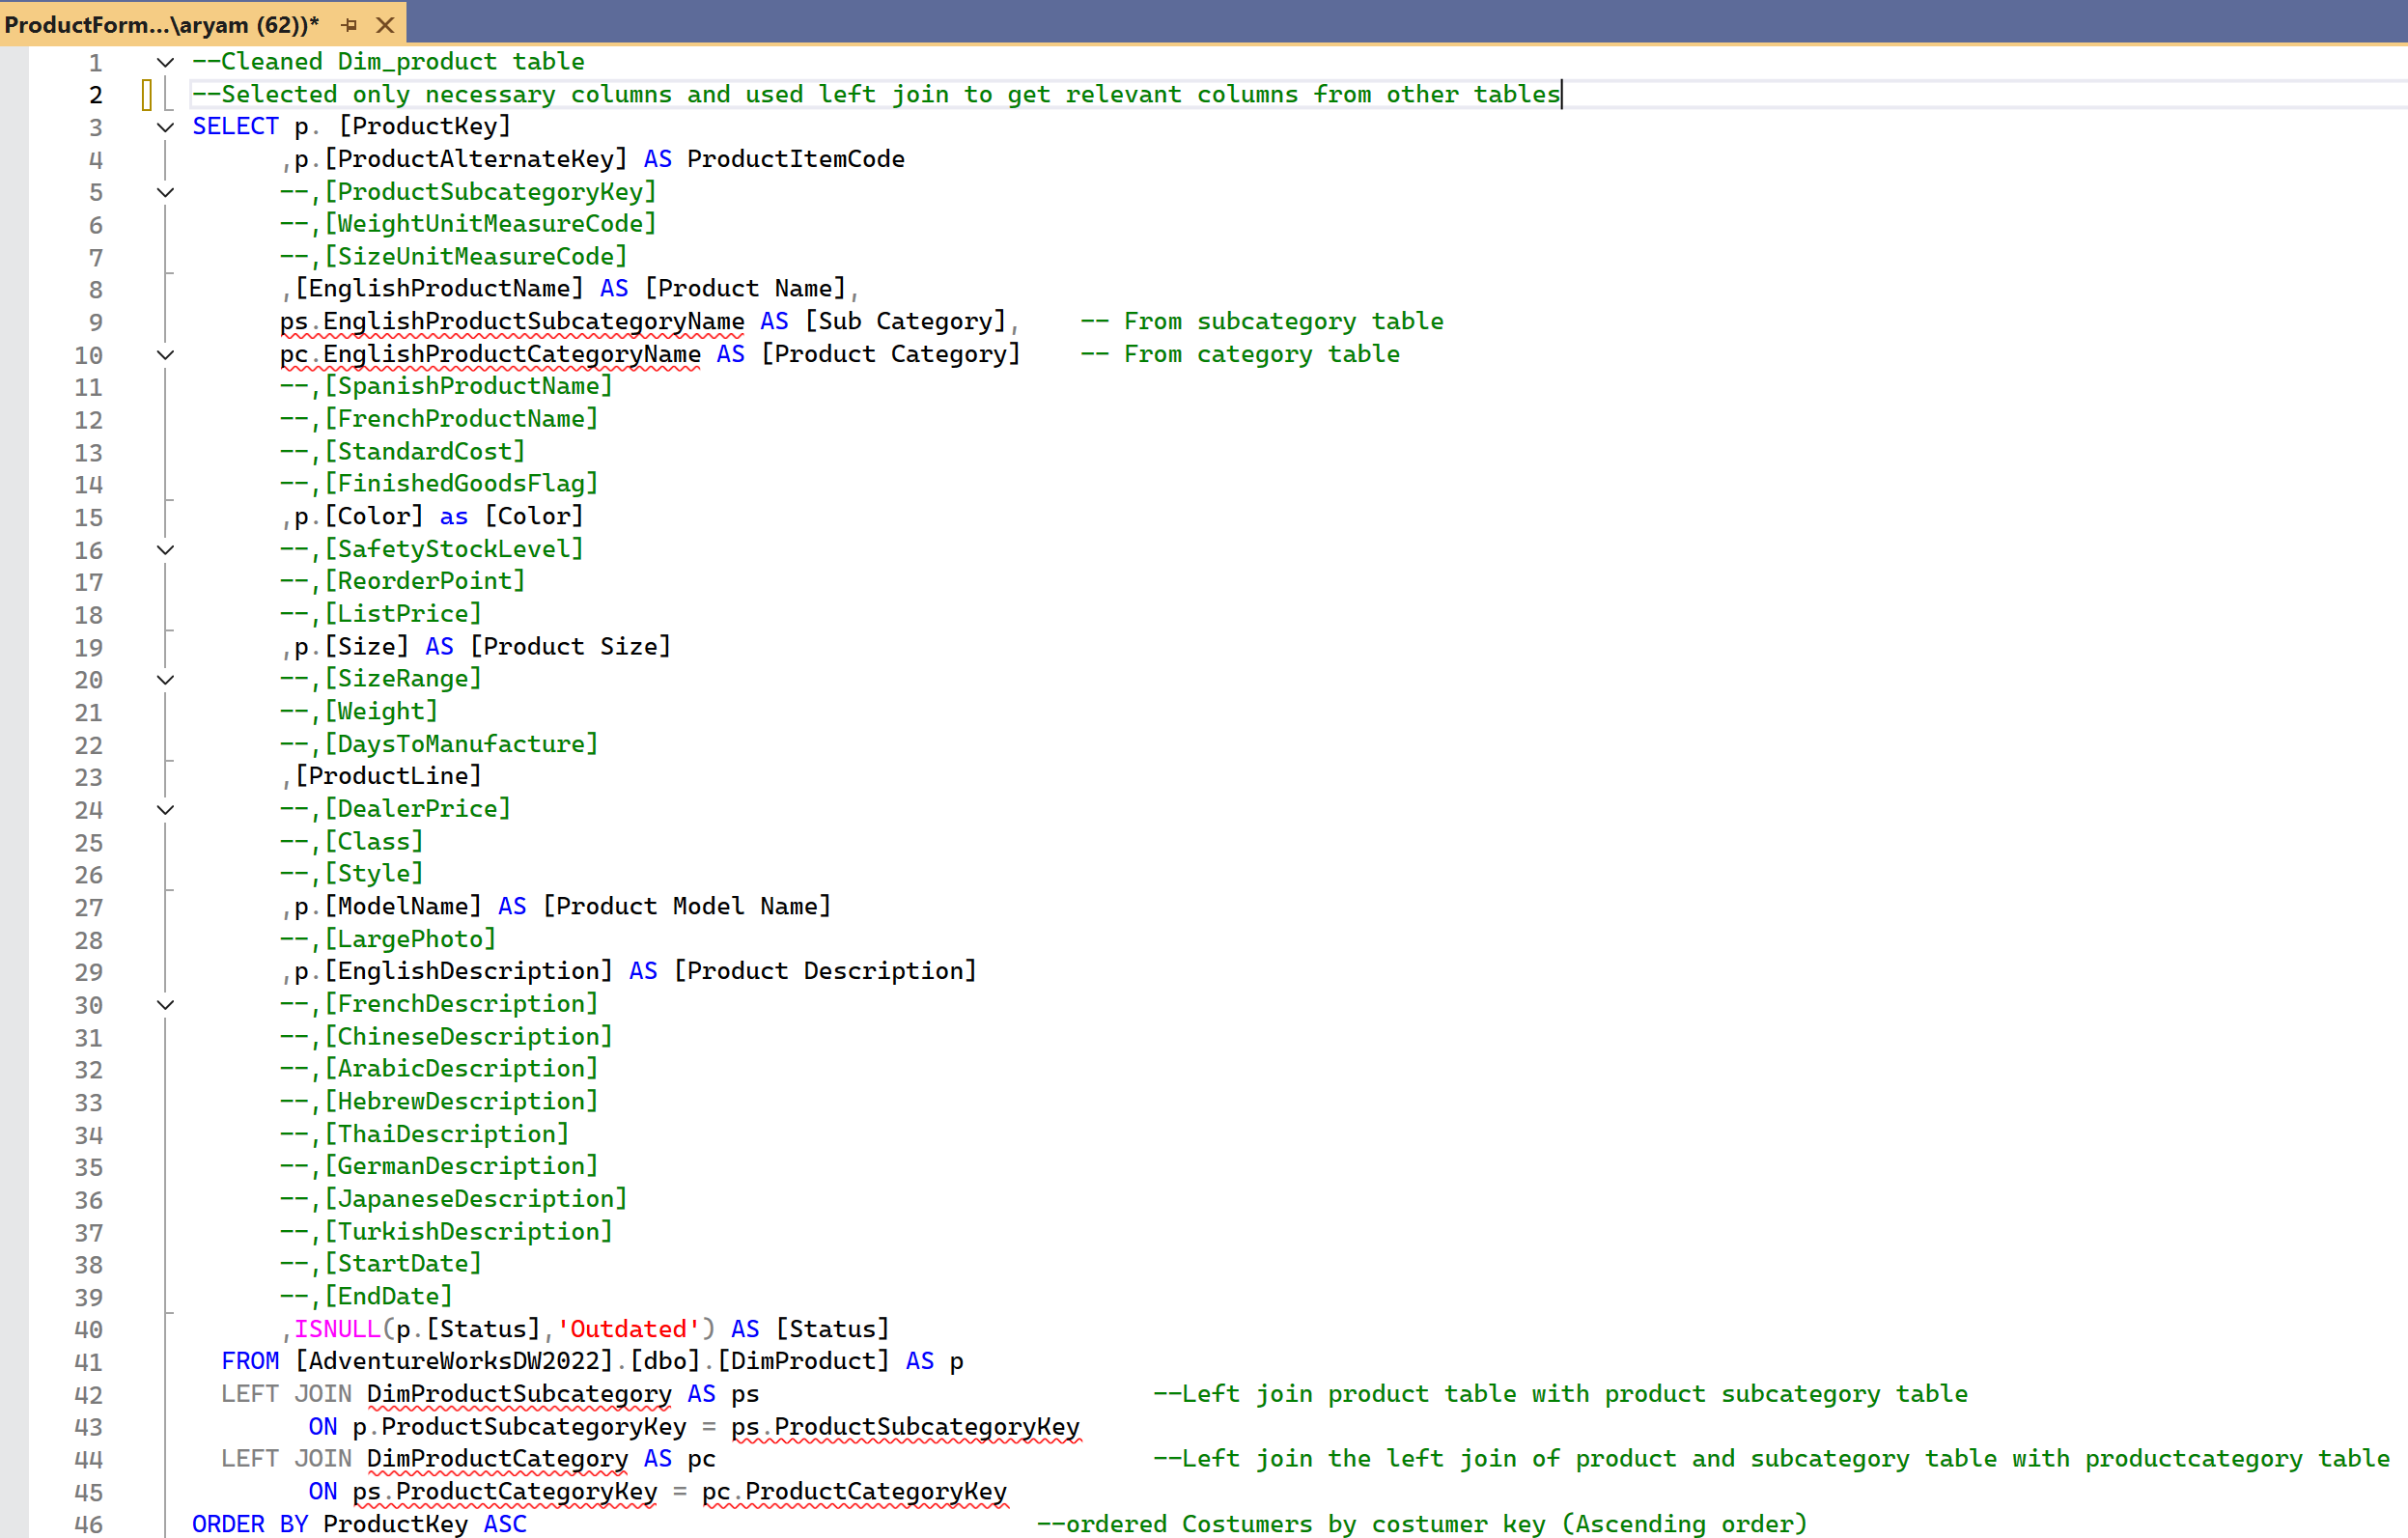 ProductForm...\aryam (62))*
1 --Cleaned Dim_product table
2 --Selected only necessary columns and used left join to get relevant columns from other tables
3 SELECT p. [ProductKey]
4 ,p.[ProductAlternateKey] AS ProductItemCode
5 --,[ProductSubcategoryKey]
6 --,[WeightUnitMeasureCode]
7 --,[SizeUnitMeasureCode]
8 ,[EnglishProductName] AS [Product Name],
9 ps.EnglishProductSubcategoryName AS [Sub Category], -- From subcategory table
10 pc.EnglishProductCategoryName AS [Product Category] -- From category table
11 --,[SpanishProductName]
12 --,[FrenchProductName]
13 --,[StandardCost]
14 --,[FinishedGoodsFlag]
15 ,p.[Color] as [Color]
16 --,[SafetyStockLevel]
17 --,[ReorderPoint]
18 --,[ListPrice]
19 ,p.[Size] AS [Product Size]
20 --,[SizeRange]
21 --,[Weight]
22 --,[DaysToManufacture]
23 ,[ProductLine]
24 --,[DealerPrice]
25 --,[Class]
26 --,[Style]
27 ,p.[ModelName] AS [Product Model Name]
28 --,[LargePhoto]
29 ,p.[EnglishDescription] AS [Product Description]
30 --,[FrenchDescription]
31 --,[ChineseDescription]
32 --,[ArabicDescription]
33 --,[HebrewDescription]
34 --,[ThaiDescription]
35 --,[GermanDescription]
36 --,[JapaneseDescription]
37 --,[TurkishDescription]
38 --,[StartDate]
39 --,[EndDate]
40 ,ISNULL(p.[Status],'Outdated') AS [Status]
41 FROM [AdventureWorksDW2022].[dbo].[DimProduct] AS p
42 LEFT JOIN DimProductSubcategory AS ps --Left join product table with product subcategory table
43 ON p.ProductSubcategoryKey = ps.ProductSubcategoryKey
44 LEFT JOIN DimProductCategory AS pc --Left join the left join of product and subcategory table with productcategory table
45 ON ps.ProductCategoryKey = pc.ProductCategoryKey
46 ORDER BY ProductKey ASC --ordered Costumers by costumer key (Ascending order)